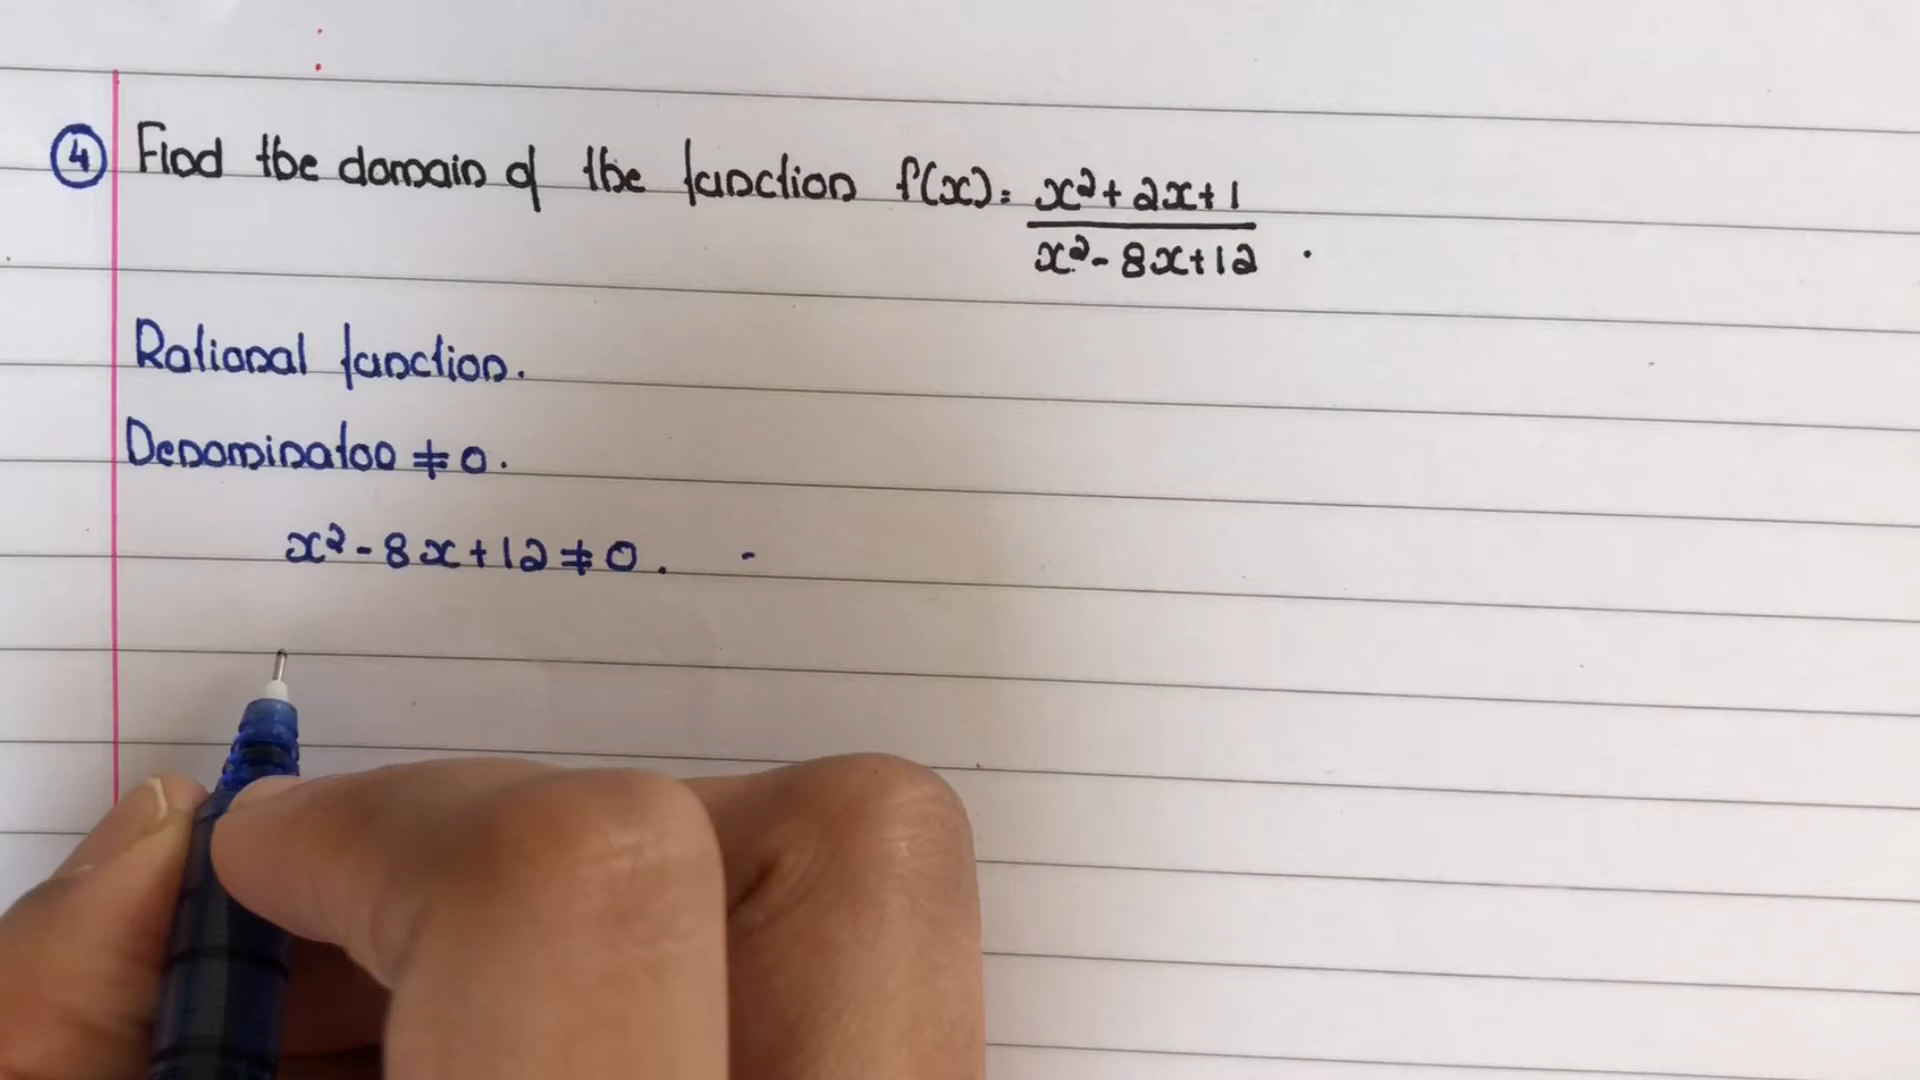 ④ Find the domain of the function f(x) = x²+2x+1 / x²-8x+12 .
Rational function.
Denominator ≠ 0.
x² - 8x + 12 ≠ 0. -